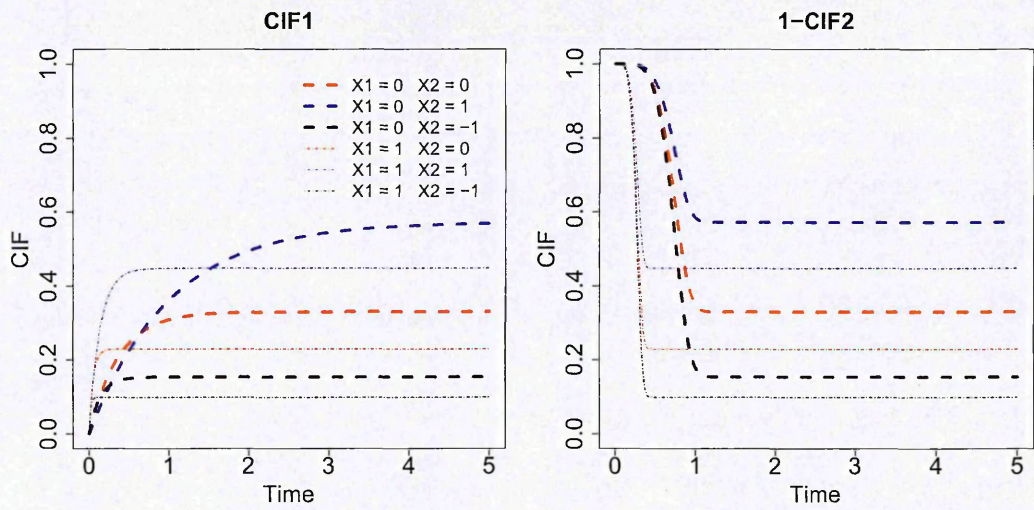 CIF1
CIF
1.0
0.8
0.6
0.4
0.2
0.0
X1 = 0 X2 = 0
X1 = 0 X2 = 1
X1 = 0 X2 = −1
X1 = 1 X2 = 0
X1 = 1 X2 = 1
X1 = 1 X2 = −1
0 1 2 3 4 5
Time
1−CIF2
CIF
1.0
0.8
0.6
0.4
0.2
0.0
0 1 2 3 4 5
Time